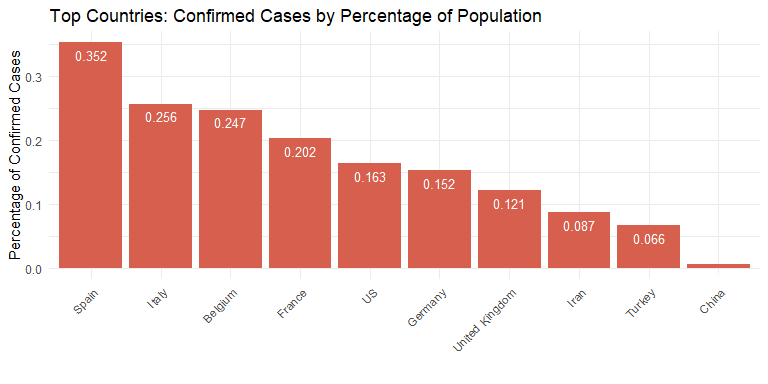 Top Countries: Confirmed Cases by Percentage of Population
Percentage of Confirmed Cases
0.3
0.2
0.1
0.0
0.352
0.256
0.247
0.202
0.163
0.152
0.121
0.087
0.066
Spain
Italy
Belgium
France
US
Germany
United Kingdom
Iran
Turkey
China